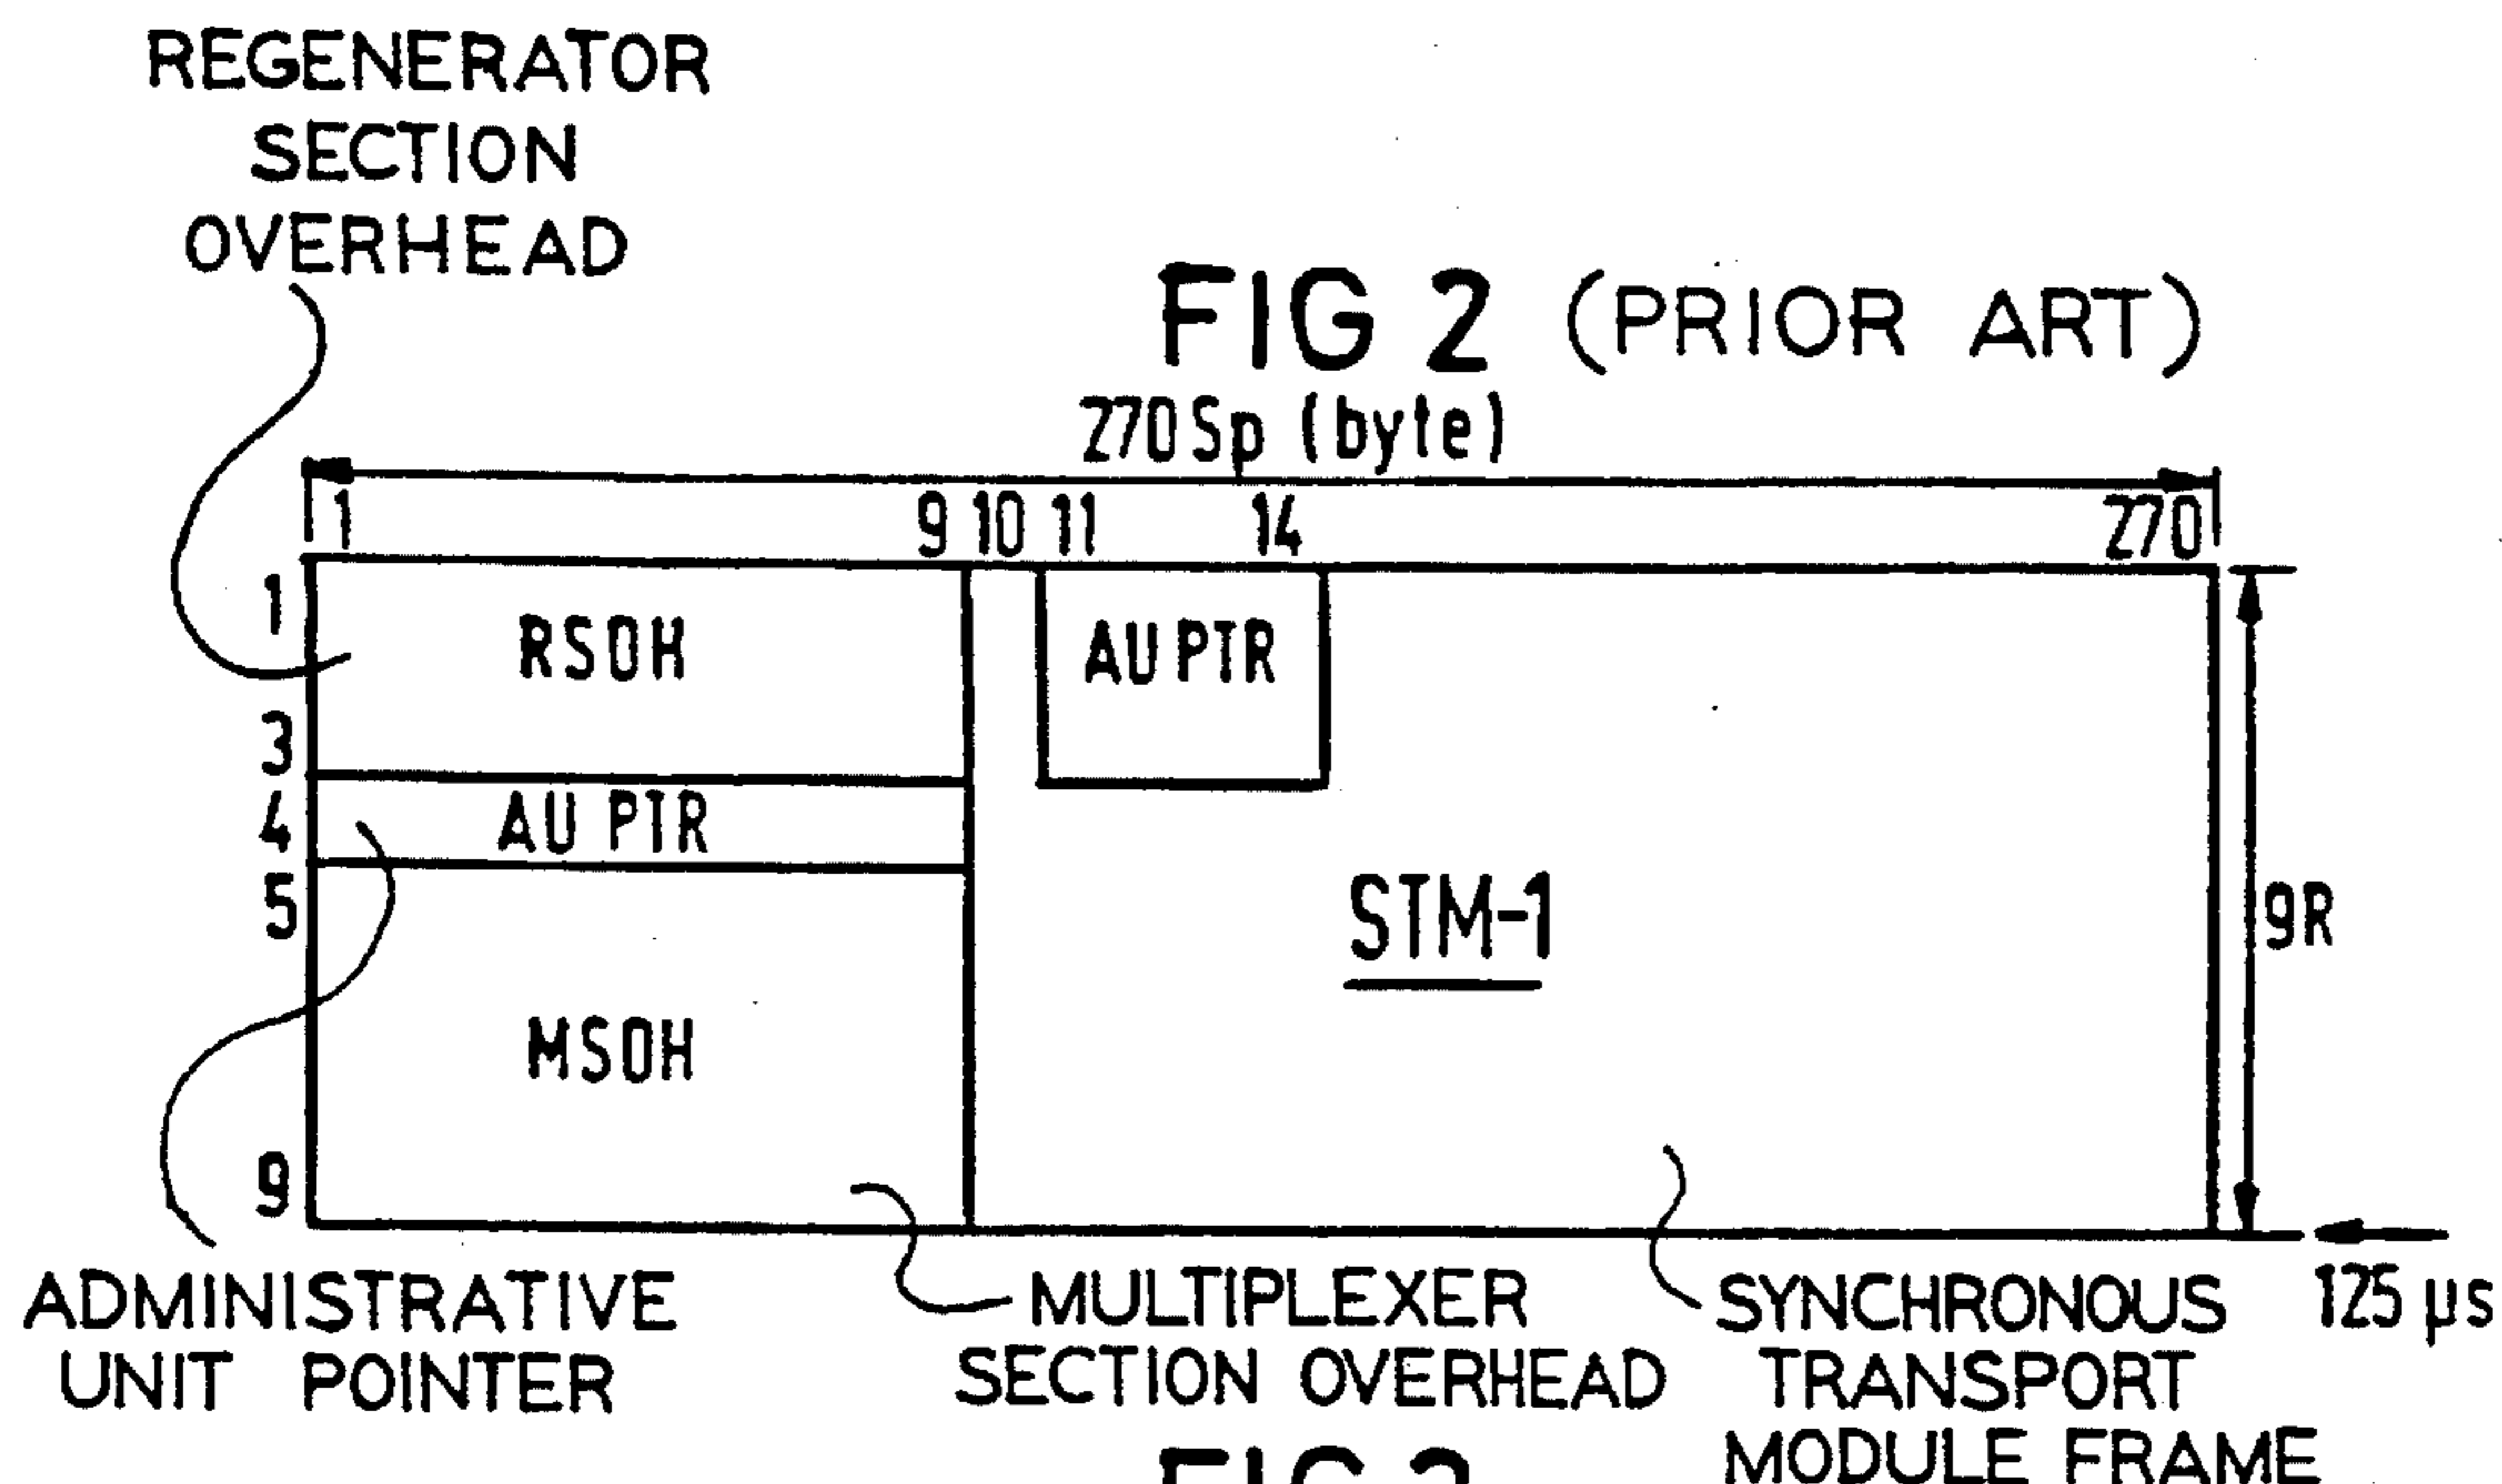 REGENERATOR
SECTION
OVERHEAD
FIG 2 (PRIOR ART)
270 Sp (byte)
1 9 10 11 14 270
1
RSOH
AU PTR
3
4
AU PTR
5
STM-1
9R
MSOH
9
ADMINISTRATIVE
UNIT POINTER
MULTIPLEXER
SECTION OVERHEAD
SYNCHRONOUS
TRANSPORT
MODULE FRAME
125 µs